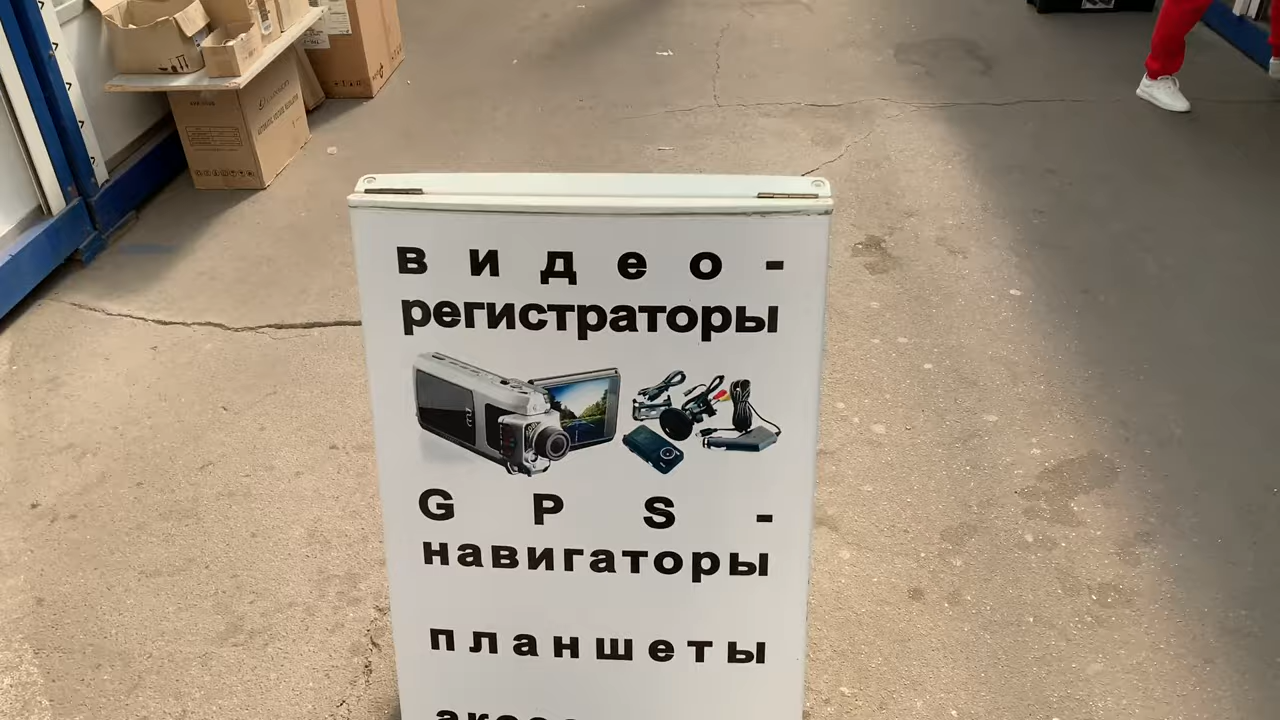 видео-
регистраторы
GPS-
навигаторы
планшеты